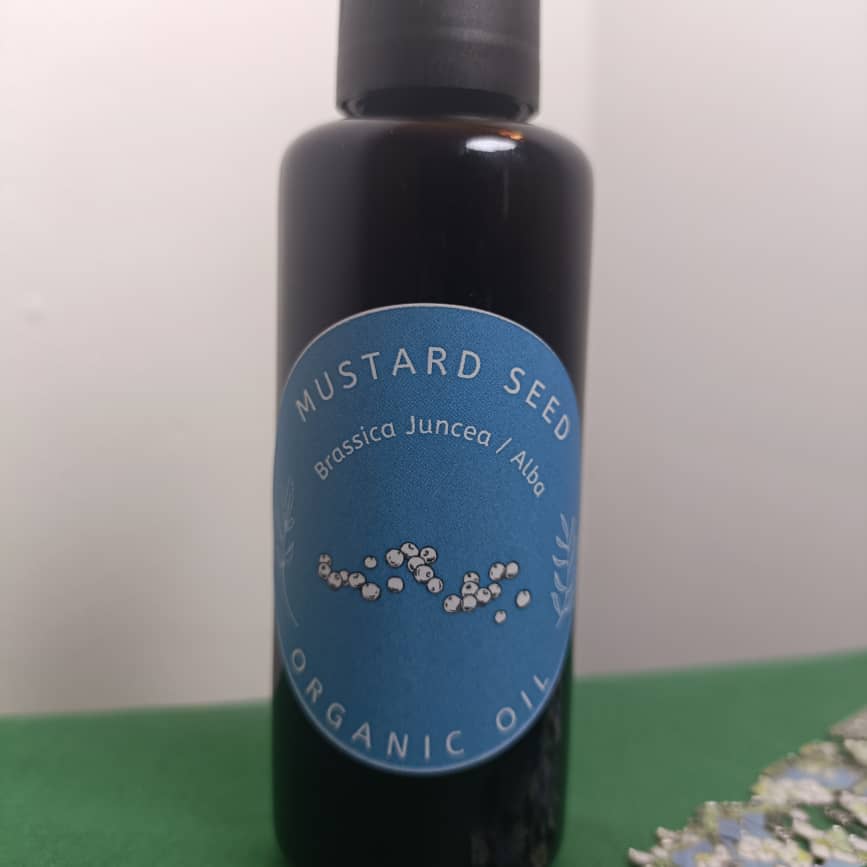 MUSTARD SEED
Brassica Juncea / Alba
ORGANIC OIL